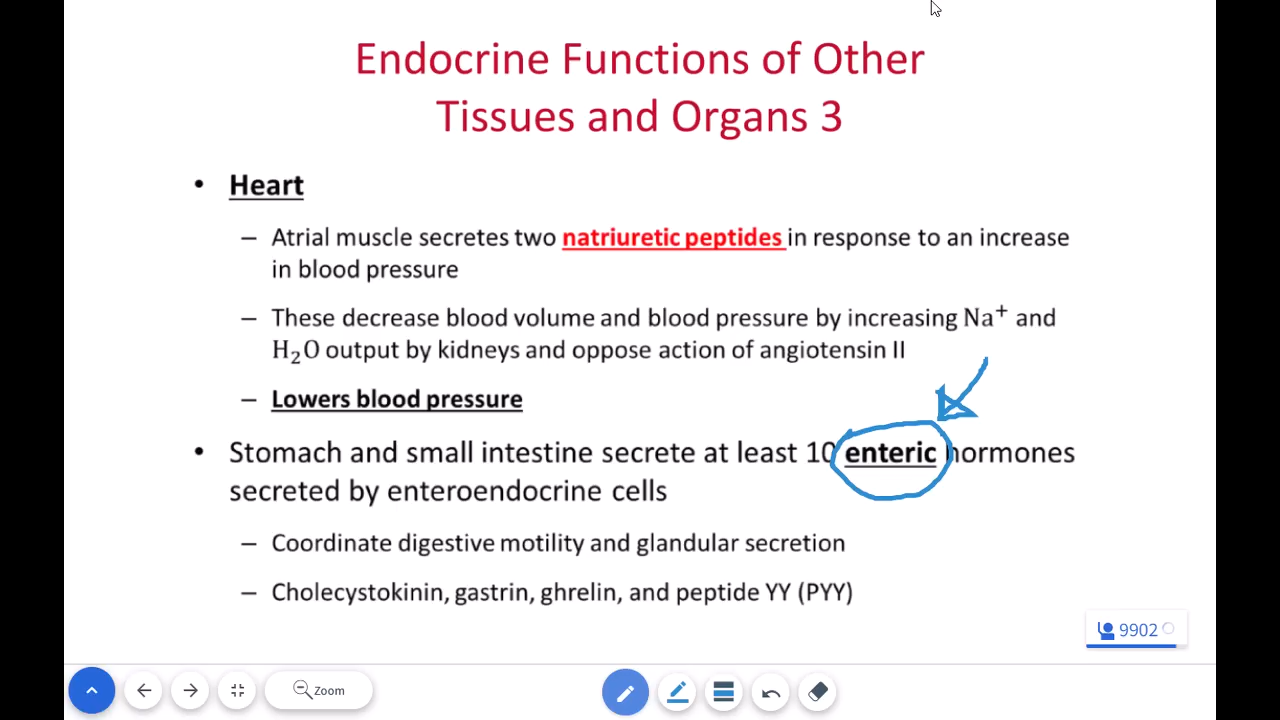 Endocrine Functions of Other
Tissues and Organs 3
• Heart
– Atrial muscle secretes two natriuretic peptides in response to an increase
in blood pressure
– These decrease blood volume and blood pressure by increasing Na⁺ and
H₂O output by kidneys and oppose action of angiotensin II
– Lowers blood pressure
• Stomach and small intestine secrete at least 10 enteric hormones
secreted by enteroendocrine cells
– Coordinate digestive motility and glandular secretion
– Cholecystokinin, gastrin, ghrelin, and peptide YY (PYY)
9902
Zoom